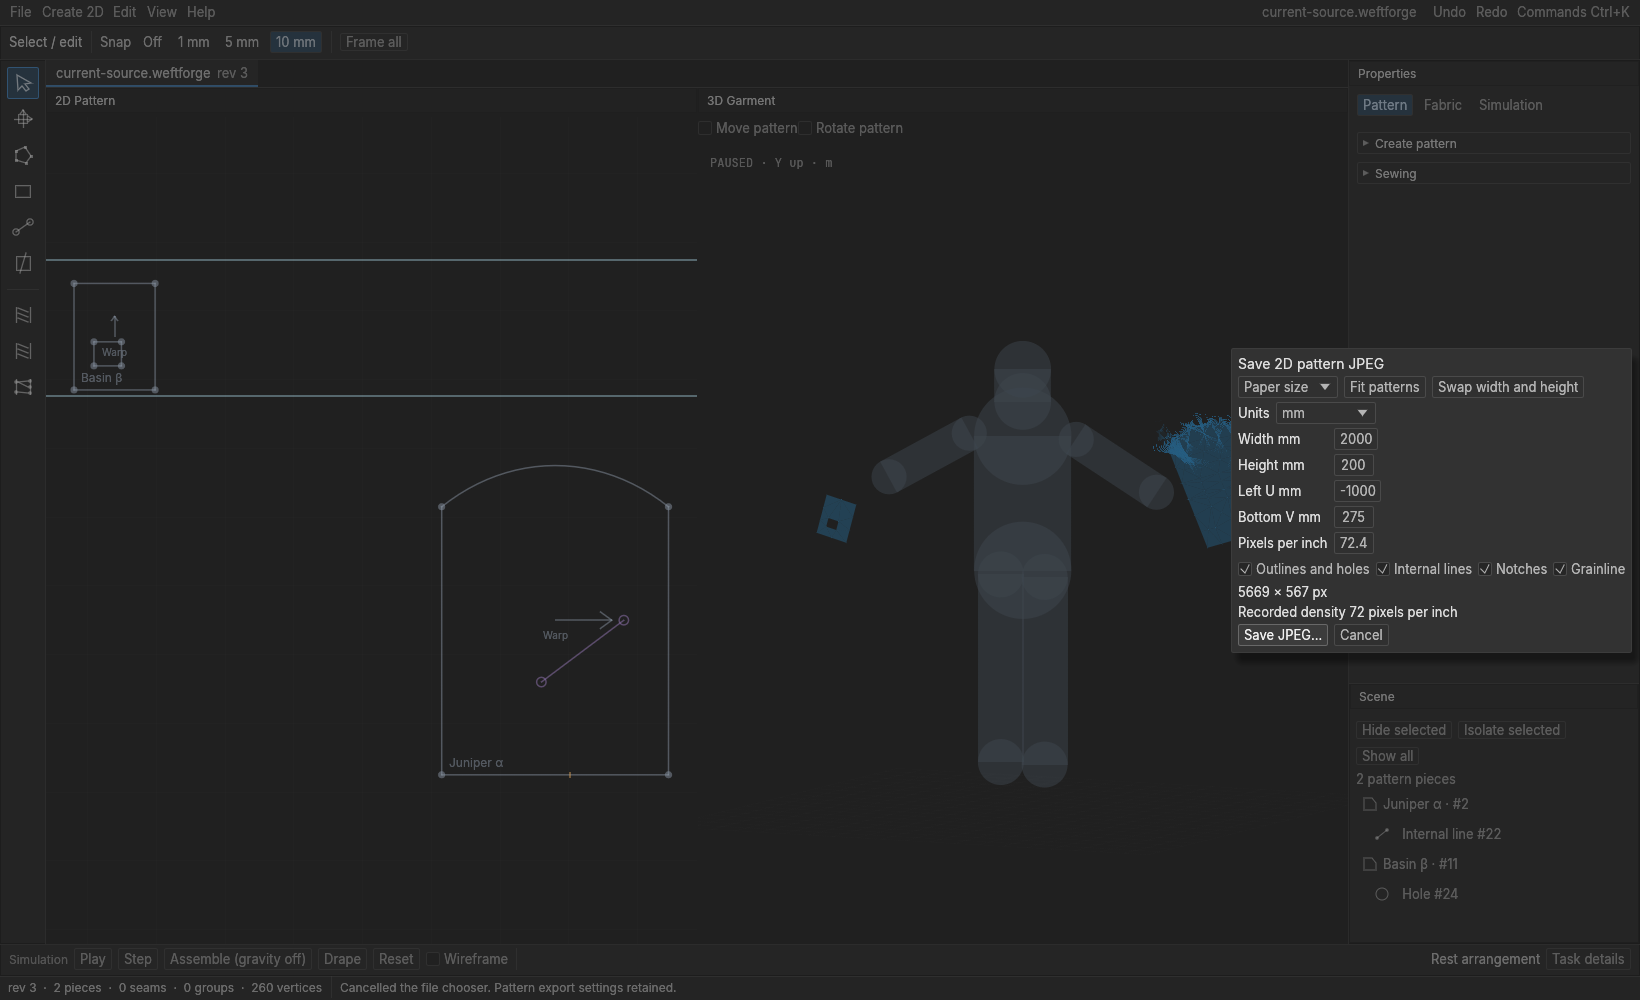 File Create 2D Edit View Help
current-source.weftforge Undo Redo Commands Ctrl+K
Select / edit Snap Off 1 mm 5 mm 10 mm Frame all
current-source.weftforge rev 3
2D Pattern
3D Garment
Move pattern Rotate pattern
PAUSED · Y up · m
Warp
Basin β
Warp
Juniper α
Properties
Pattern Fabric Simulation
Create pattern
Sewing
Save 2D pattern JPEG
Paper size Fit patterns Swap width and height
Units mm
Width mm 2000
Height mm 200
Left U mm -1000
Bottom V mm 275
Pixels per inch 72.4
Outlines and holes Internal lines Notches Grainline
5669 × 567 px
Recorded density 72 pixels per inch
Save JPEG... Cancel
Scene
Hide selected Isolate selected
Show all
2 pattern pieces
Juniper α · #2
Internal line #22
Basin β · #11
Hole #24
Simulation Play Step Assemble (gravity off) Drape Reset Wireframe
Rest arrangement Task details
rev 3 · 2 pieces · 0 seams · 0 groups · 260 vertices Cancelled the file chooser. Pattern export settings retained.